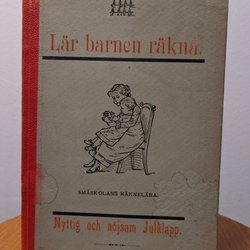 Lär barnen räkna.
SMÅSKOLANS RÄKNELÄRA.
Nyttig och nöjsam Julklapp.